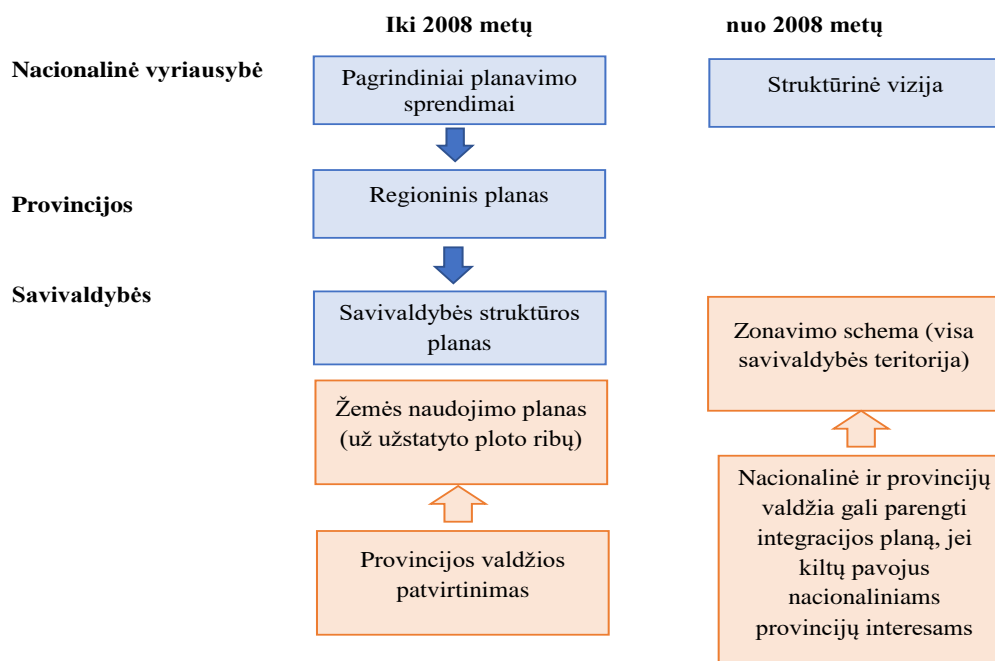 Iki 2008 metų
nuo 2008 metų
Nacionalinė vyriausybė
Pagrindiniai planavimo
sprendimai
Struktūrinė vizija
Provincijos
Regioninis planas
Savivaldybės
Savivaldybės struktūros
planas
Zonavimo schema (visa
savivaldybės teritorija)
Žemės naudojimo planas
(už užstatyto ploto ribų)
Provincijos valdžios
patvirtinimas
Nacionalinė ir provincijų
valdžia gali parengti
integracijos planą, jei
kiltų pavojus
nacionaliniams
provincijų interesams